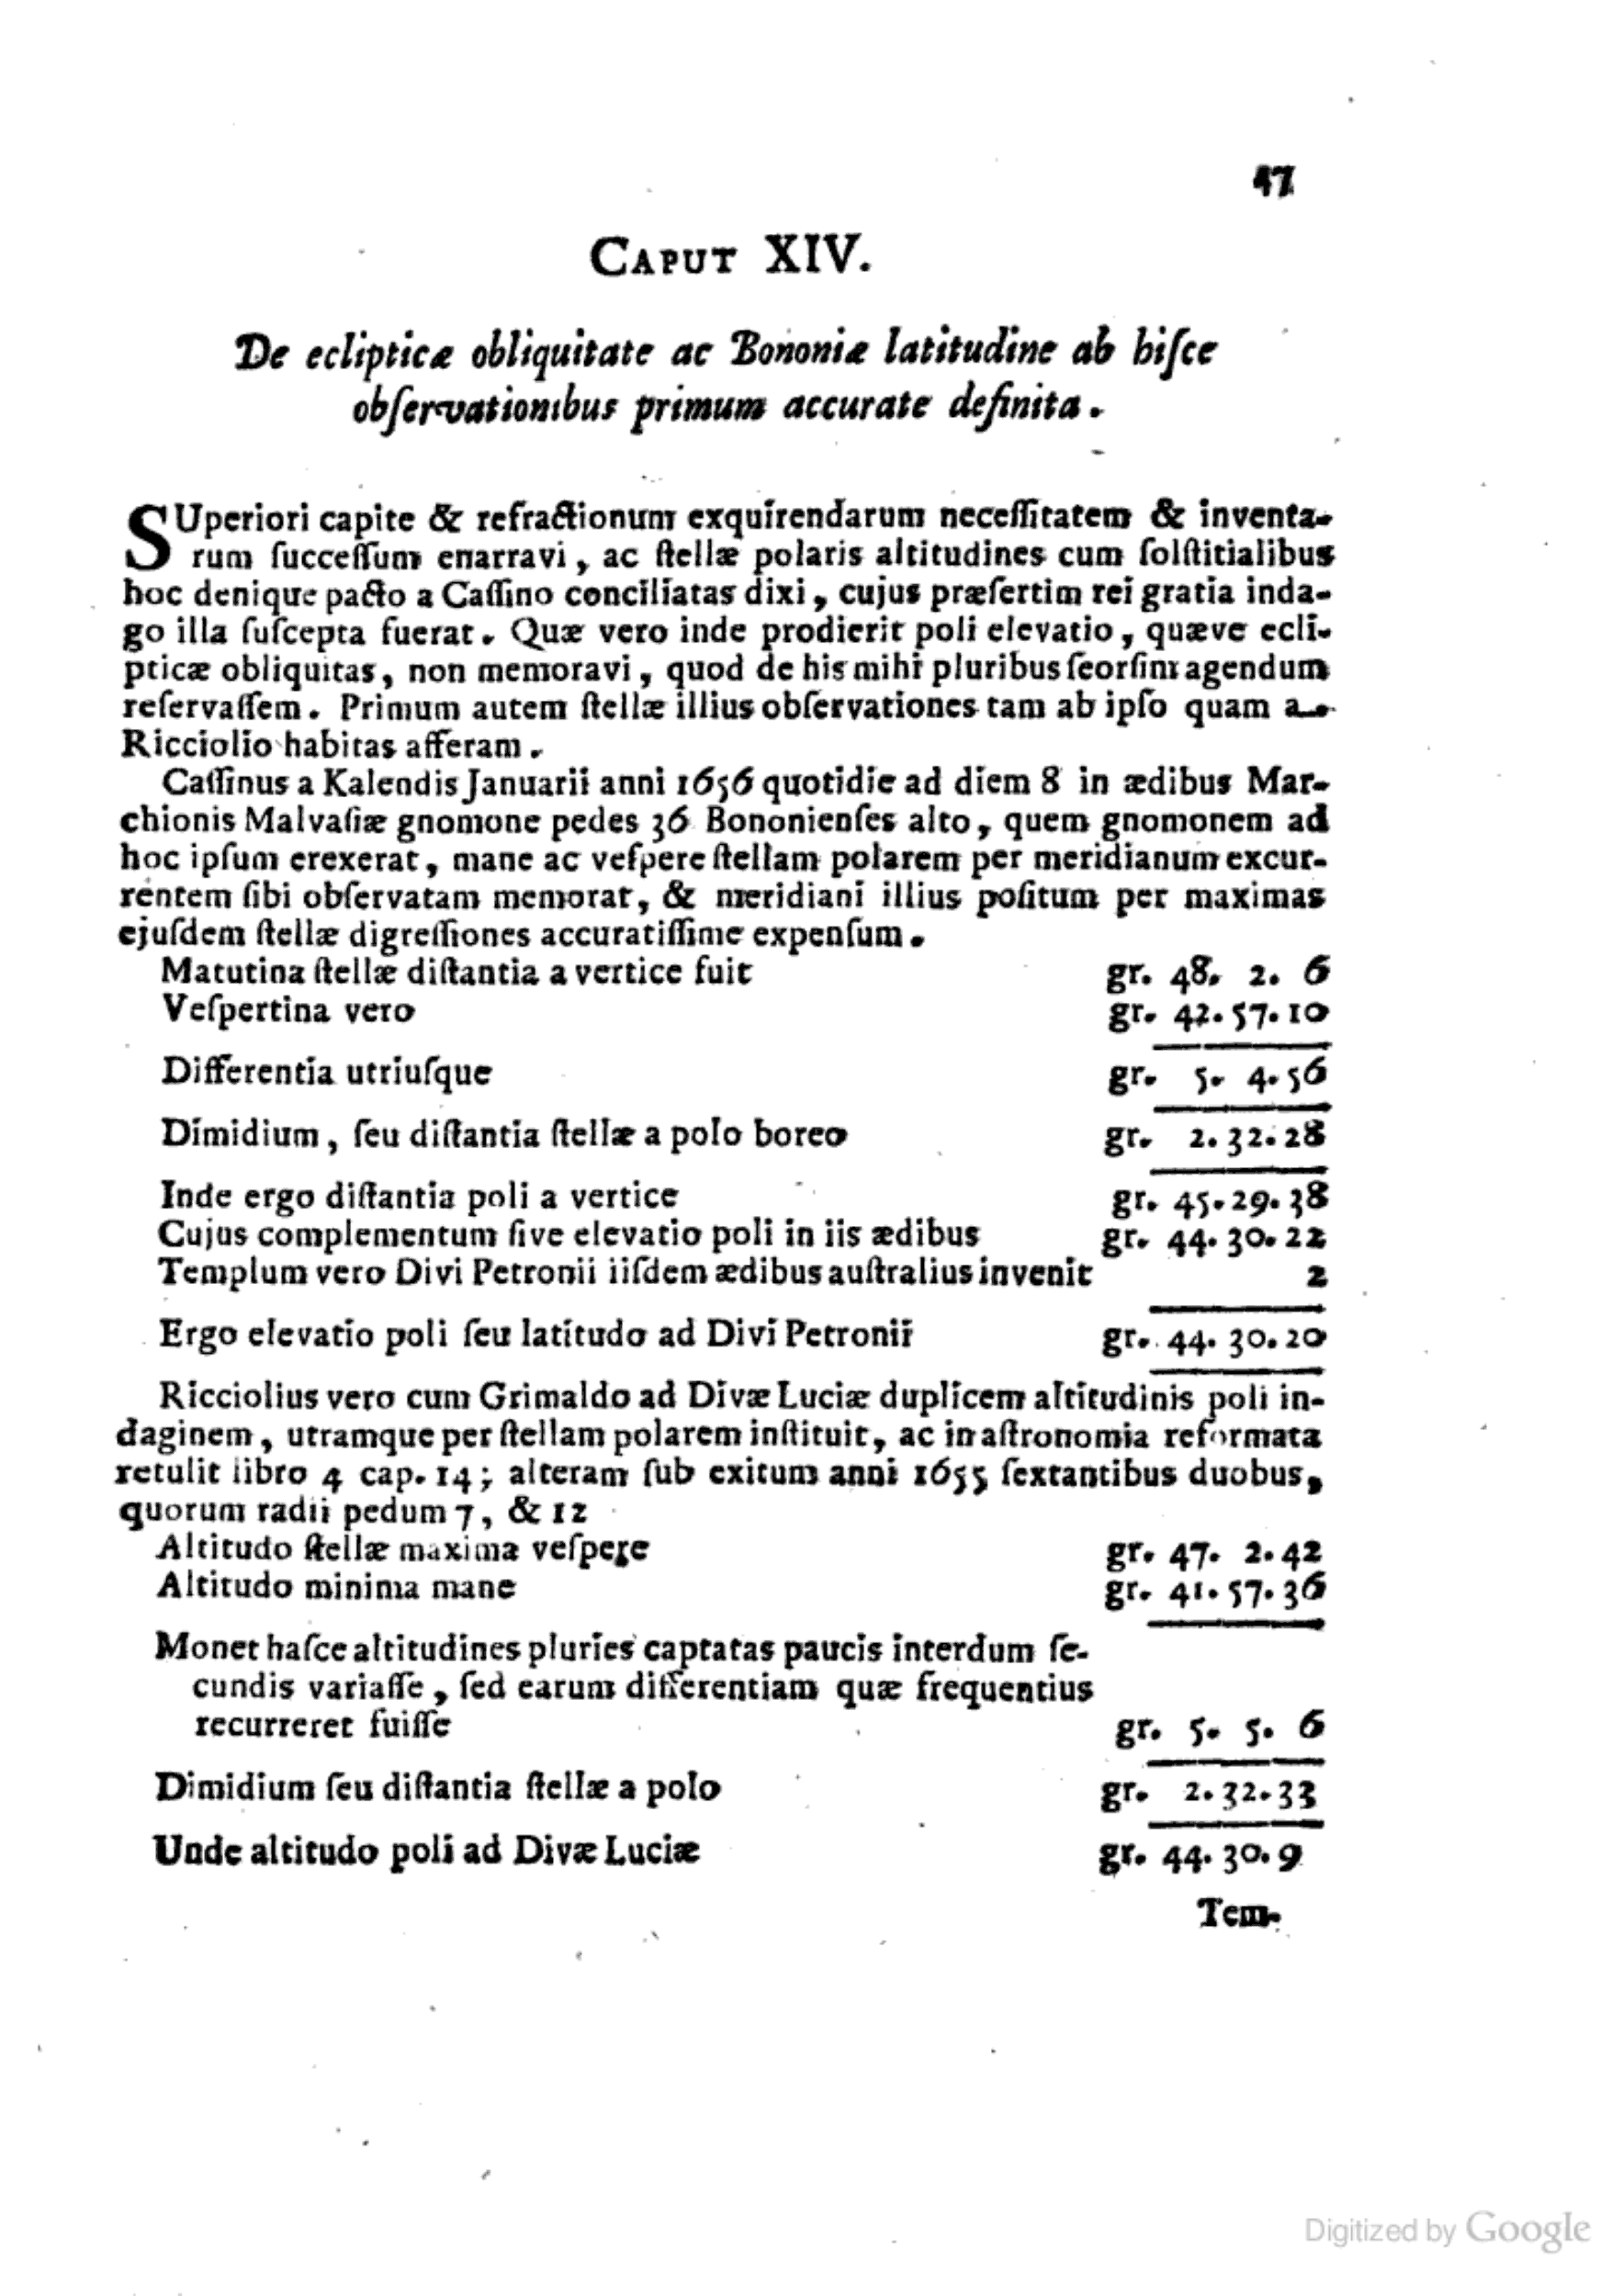 47
CAPUT XIV.
De eclipticæ obliquitate ac Bononiæ latitudine ab hiſce
obſervationibus primum accurate definita.
SUperiori capite & refractionum exquirendarum neceſſitatem & inventa-
rum ſucceſſum enarravi, ac ſtellæ polaris altitudines cum ſolſtitialibus
hoc denique pacto a Caſſino conciliatas dixi, cujus præſertim rei gratia inda-
go illa ſuſcepta fuerat. Quæ vero inde prodierit poli elevatio, quæve ecli-
pticæ obliquitas, non memoravi, quod de his mihi pluribus ſeorſim agendum
reſervaſſem. Primum autem ſtellæ illius obſervationes tam ab ipſo quam a
Ricciolio habitas afferam.
Caſſinus a Kalendis Januarii anni 1656 quotidie ad diem 8 in ædibus Mar-
chionis Malvaſiæ gnomone pedes 36 Bononienſes alto, quem gnomonem ad
hoc ipſum erexerat, mane ac veſpere ſtellam polarem per meridianum excur-
rentem ſibi obſervatam memorat, & meridiani illius poſitum per maximas
ejuſdem ſtellæ digreſſiones accuratiſſime expenſum.
Matutina ſtellæ diſtantia a vertice fuit gr. 48. 2. 6
Veſpertina vero gr. 42. 57. 10
Differentia utriuſque gr. 5. 4. 56
Dimidium, ſeu diſtantia ſtellæ a polo boreo gr. 2. 32. 28
Inde ergo diſtantia poli a vertice gr. 45. 29. 38
Cujus complementum ſive elevatio poli in iis ædibus gr. 44. 30. 22
Templum vero Divi Petronii iiſdem ædibus auſtralius invenit 2
Ergo elevatio poli ſeu latitudo ad Divi Petronii gr. 44. 30. 20
Ricciolius vero cum Grimaldo ad Divæ Luciæ duplicem altitudinis poli in-
daginem, utramque per ſtellam polarem inſtituit, ac in aſtronomia reformata
retulit libro 4 cap. 14; alteram ſub exitum anni 1655 ſextantibus duobus,
quorum radii pedum 7, & 12
Altitudo ſtellæ maxima veſpere gr. 47. 2. 42
Altitudo minima mane gr. 41. 57. 36
Monet haſce altitudines pluries captatas paucis interdum ſe-
cundis variaſſe, ſed earum differentiam quæ frequentius
recurreret fuiſſe gr. 5. 5. 6
Dimidium ſeu diſtantia ſtellæ a polo gr. 2. 32. 33
Unde altitudo poli ad Divæ Luciæ gr. 44. 30. 9
Tem-
Digitized by Google